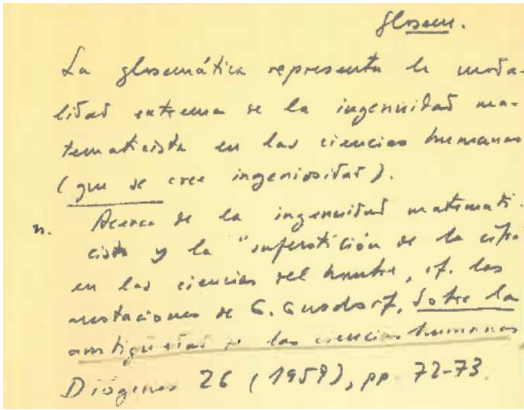 Glosem.
La glosemática representa la moda-
lidad extrema de la ingenuidad ma-
tematicista en las ciencias humanas
(que se cree ingeniosidad).
n. Acerca de la ingenuidad matemati-
cista y la "superstición de la cifra
en las ciencias del hombre, cf. las
anotaciones de G. Gusdorf, Sobre la
ambigüedad de las ciencias humanas
Diógenes 26 (1959), pp. 72-73.